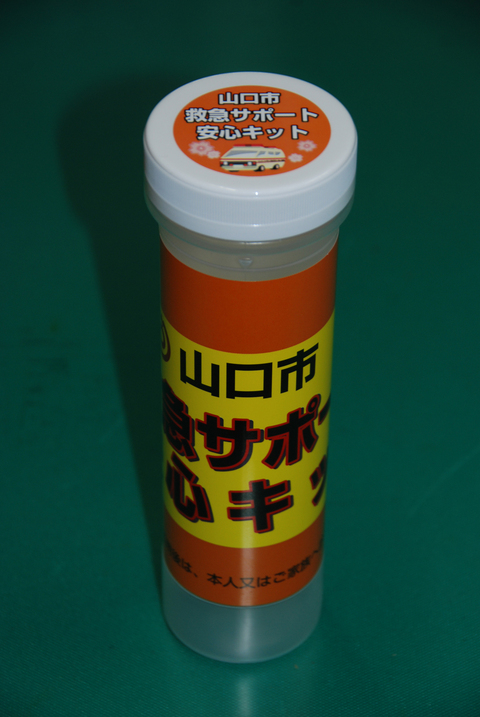 山口市
救急サポート
安心キット
山口市
急サポー
心キッ
は、本人又はご家族へ